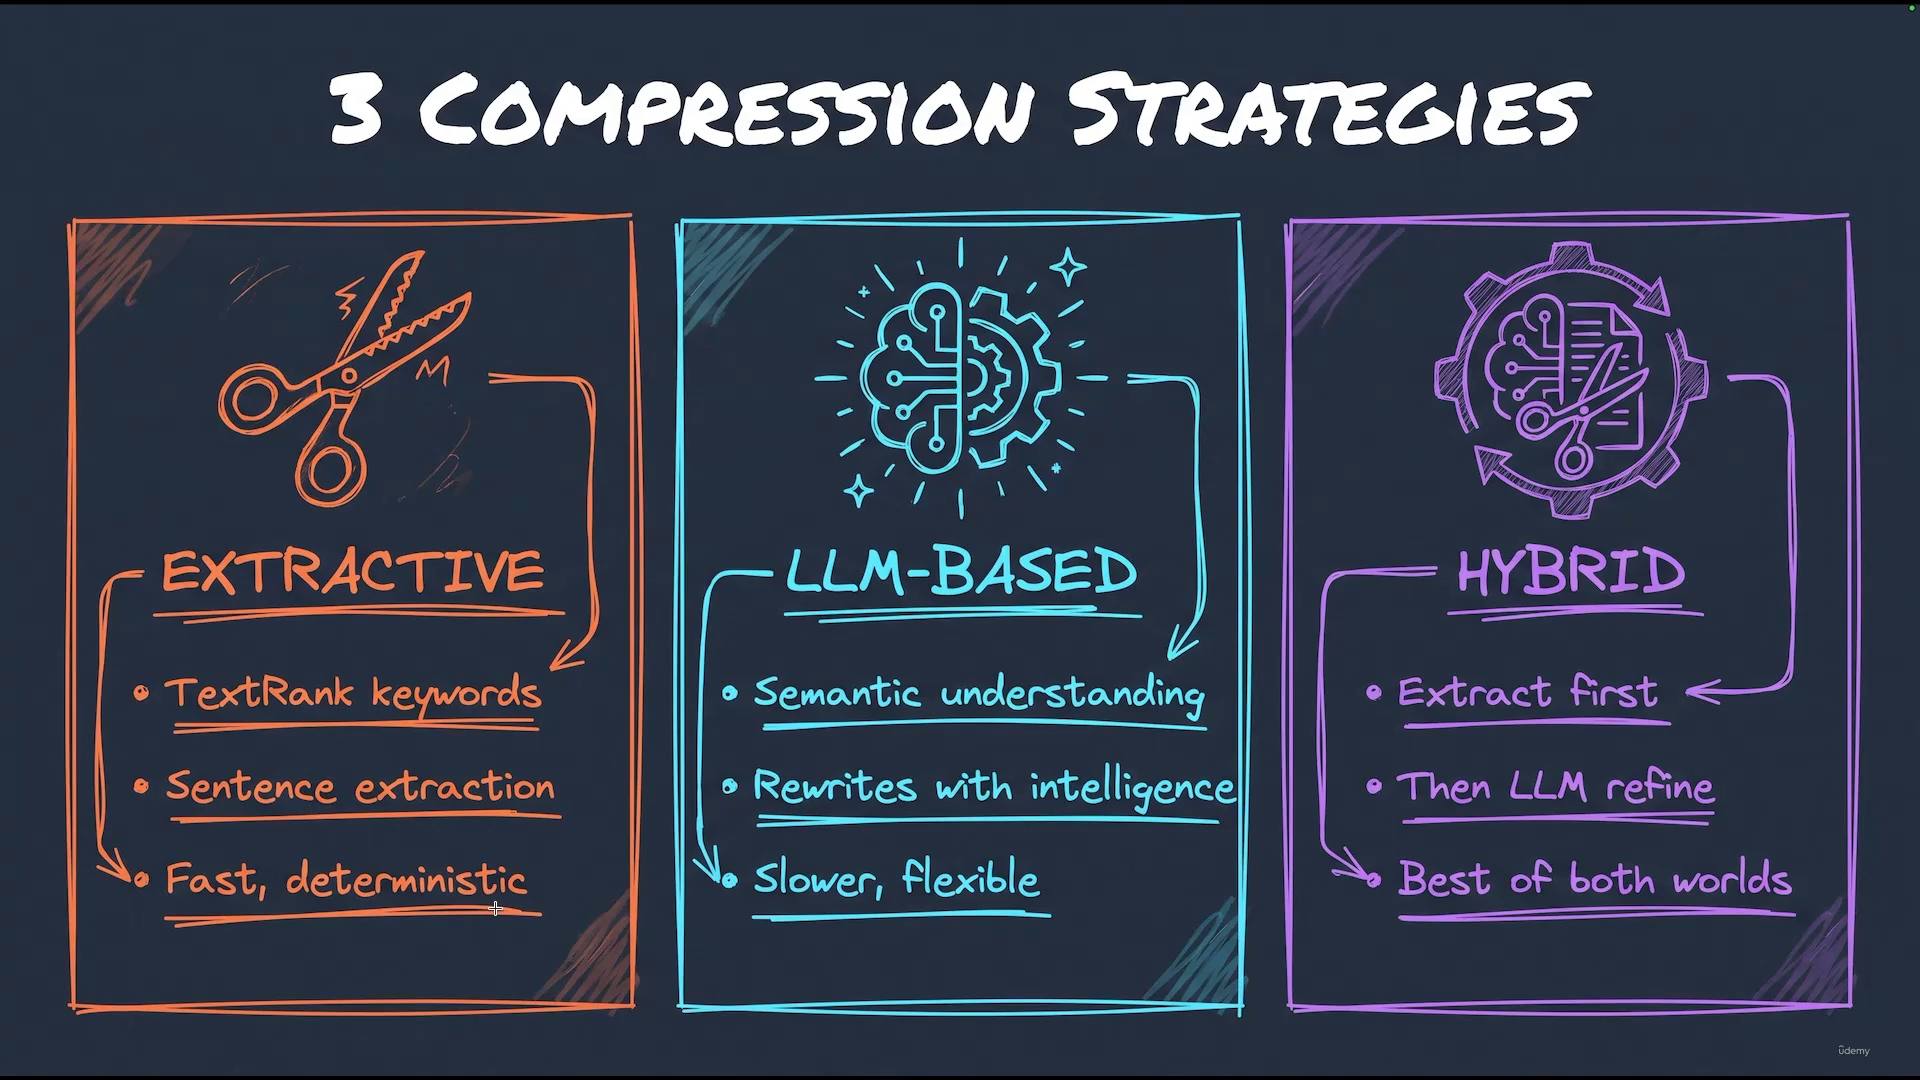 3 COMPRESSION STRATEGIES
EXTRACTIVE
• TextRank keywords
• Sentence extraction
• Fast, deterministic
LLM-BASED
• Semantic understanding
• Rewrites with intelligence
• Slower, flexible
HYBRID
• Extract first
• Then LLM refine
• Best of both worlds
udemy